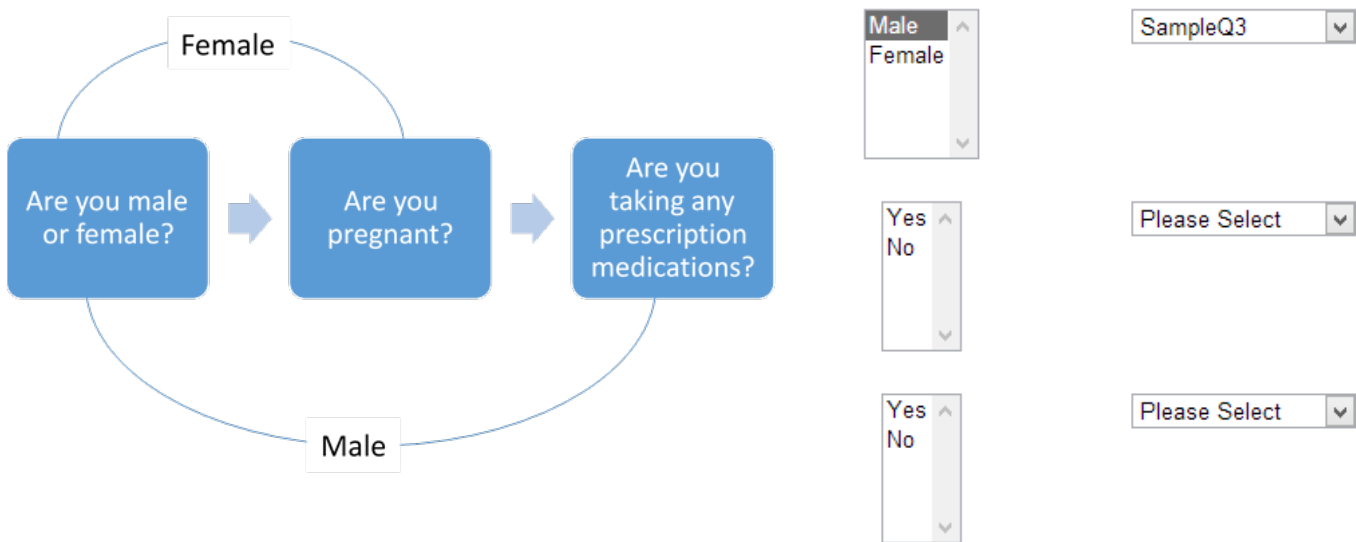 Female
Are you male
or female?
Are you
pregnant?
Are you
taking any
prescription
medications?
Male
Male
Female
SampleQ3
Yes
No
Please Select
Yes
No
Please Select